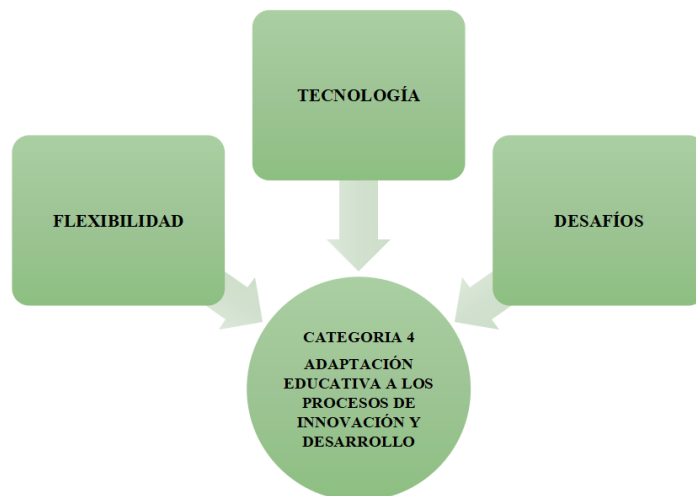 TECNOLOGÍA
FLEXIBILIDAD
DESAFÍOS
CATEGORIA 4
ADAPTACIÓN
EDUCATIVA A LOS
PROCESOS DE
INNOVACIÓN Y
DESARROLLO